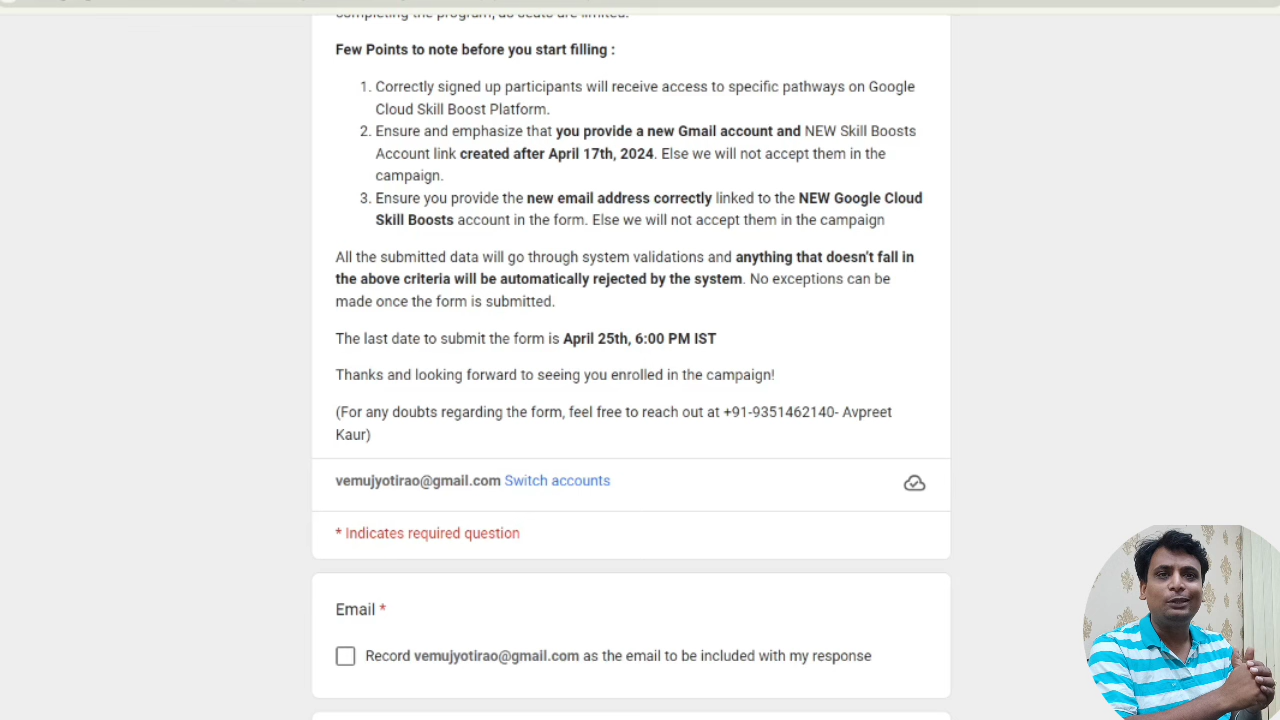 Few Points to note before you start filling :
1. Correctly signed up participants will receive access to specific pathways on Google
Cloud Skill Boost Platform.
2. Ensure and emphasize that you provide a new Gmail account and NEW Skill Boosts
Account link created after April 17th, 2024. Else we will not accept them in the
campaign.
3. Ensure you provide the new email address correctly linked to the NEW Google Cloud
Skill Boosts account in the form. Else we will not accept them in the campaign
All the submitted data will go through system validations and anything that doesn't fall in
the above criteria will be automatically rejected by the system. No exceptions can be
made once the form is submitted.
The last date to submit the form is April 25th, 6:00 PM IST
Thanks and looking forward to seeing you enrolled in the campaign!
(For any doubts regarding the form, feel free to reach out at +91-9351462140- Avpreet
Kaur)
vemujyotirao@gmail.com Switch accounts
* Indicates required question
Email *
Record vemujyotirao@gmail.com as the email to be included with my response